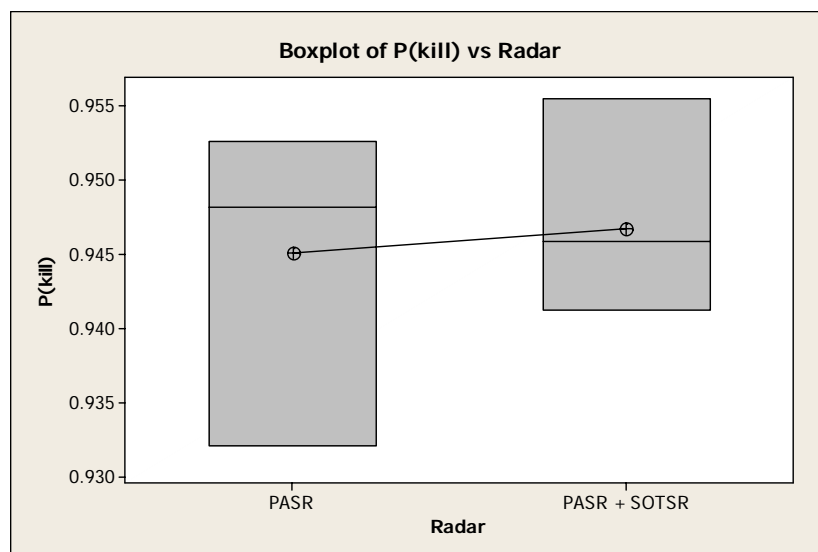 Boxplot of P(kill) vs Radar
P(kill)
0.955
0.950
0.945
0.940
0.935
0.930
PASR
PASR + SOTSR
Radar